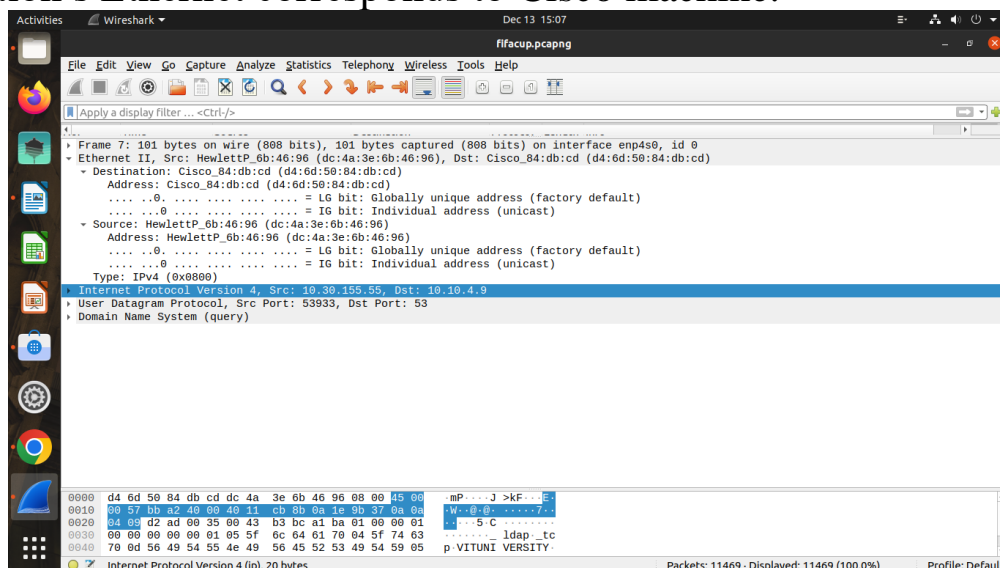 Activities Wireshark Dec 13 15:07
fifacup.pcapng
File Edit View Go Capture Analyze Statistics Telephony Wireless Tools Help
Apply a display filter ... <Ctrl-/>
Frame 7: 101 bytes on wire (808 bits), 101 bytes captured (808 bits) on interface enp4s0, id 0
Ethernet II, Src: HewlettP_6b:46:96 (dc:4a:3e:6b:46:96), Dst: Cisco_84:db:cd (d4:6d:50:84:db:cd)
Destination: Cisco_84:db:cd (d4:6d:50:84:db:cd)
Address: Cisco_84:db:cd (d4:6d:50:84:db:cd)
.... ..0. .... .... .... .... = LG bit: Globally unique address (factory default)
.... ...0 .... .... .... .... = IG bit: Individual address (unicast)
Source: HewlettP_6b:46:96 (dc:4a:3e:6b:46:96)
Address: HewlettP_6b:46:96 (dc:4a:3e:6b:46:96)
.... ..0. .... .... .... .... = LG bit: Globally unique address (factory default)
.... ...0 .... .... .... .... = IG bit: Individual address (unicast)
Type: IPv4 (0x0800)
Internet Protocol Version 4, Src: 10.30.155.55, Dst: 10.10.4.9
User Datagram Protocol, Src Port: 53933, Dst Port: 53
Domain Name System (query)
0000 d4 6d 50 84 db cd dc 4a 3e 6b 46 96 08 00 45 00 ·mP····J >kF···E·
0010 00 57 bb a2 40 00 40 11 cb 8b 0a 1e 9b 37 0a 0a ·W··@·@· ·····7··
0020 04 09 d2 ad 00 35 00 43 b3 bc a1 ba 01 00 00 01 ·····5·C ········
0030 00 00 00 00 01 05 5f 6c 64 61 70 04 5f 74 63 ·······_ ldap·_tc
0040 70 0d 56 49 54 55 4e 49 56 45 52 53 49 54 59 05 p·VITUNI VERSITY·
Internet Protocol Version 4 (ip), 20 bytes Packets: 11469 · Displayed: 11469 (100.0%) Profile: Defaul